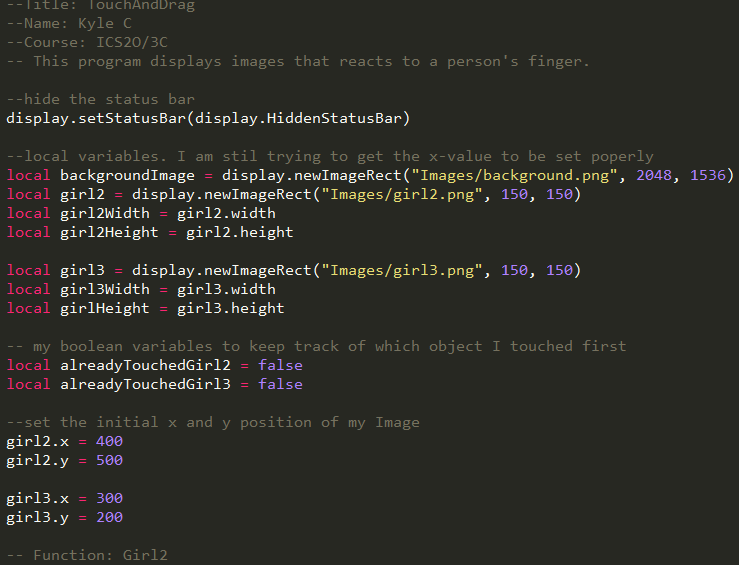 --Title: TouchAndDrag
--Name: Kyle C
--Course: ICS2O/3C
-- This program displays images that reacts to a person's finger.
--hide the status bar
display.setStatusBar(display.HiddenStatusBar)
--local variables. I am stil trying to get the x-value to be set poperly
local backgroundImage = display.newImageRect("Images/background.png", 2048, 1536)
local girl2 = display.newImageRect("Images/girl2.png", 150, 150)
local girl2Width = girl2.width
local girl2Height = girl2.height
local girl3 = display.newImageRect("Images/girl3.png", 150, 150)
local girl3Width = girl3.width
local girlHeight = girl3.height
-- my boolean variables to keep track of which object I touched first
local alreadyTouchedGirl2 = false
local alreadyTouchedGirl3 = false
--set the initial x and y position of my Image
girl2.x = 400
girl2.y = 500
girl3.x = 300
girl3.y = 200
-- Function: Girl2